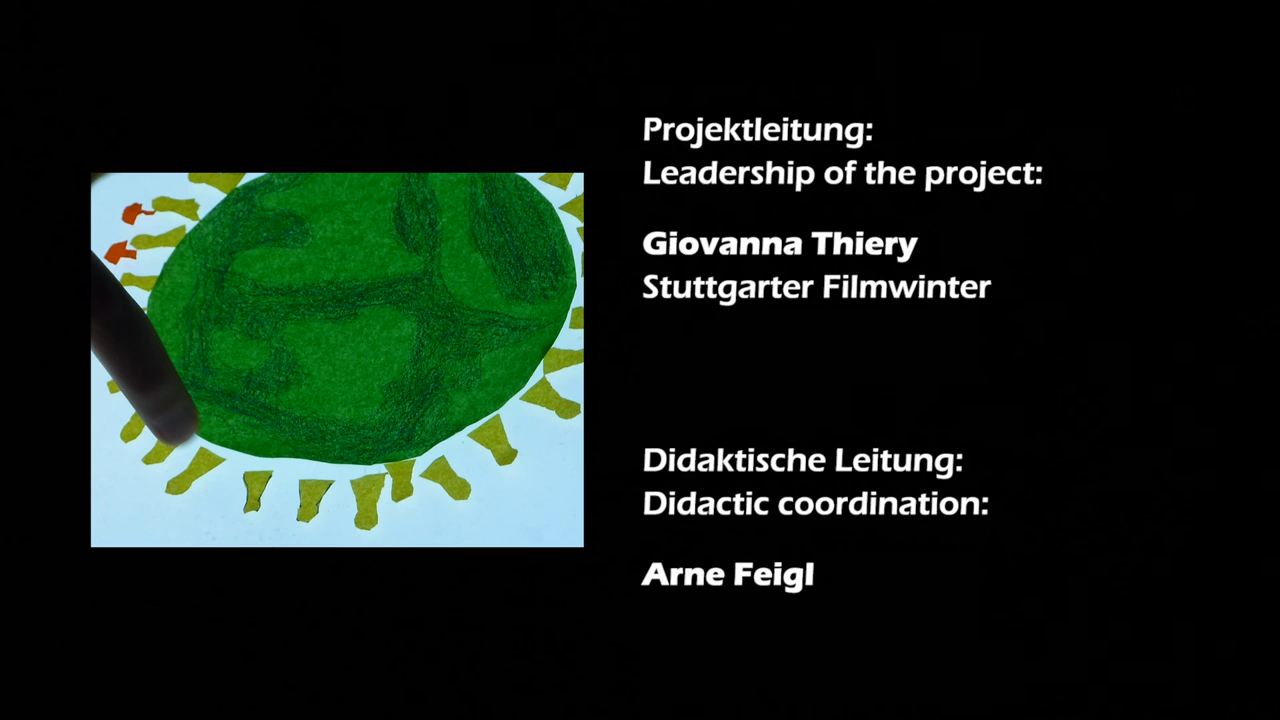 Projektleitung:
Leadership of the project:
Giovanna Thiery
Stuttgarter Filmwinter
Didaktische Leitung:
Didactic coordination:
Arne Feigl